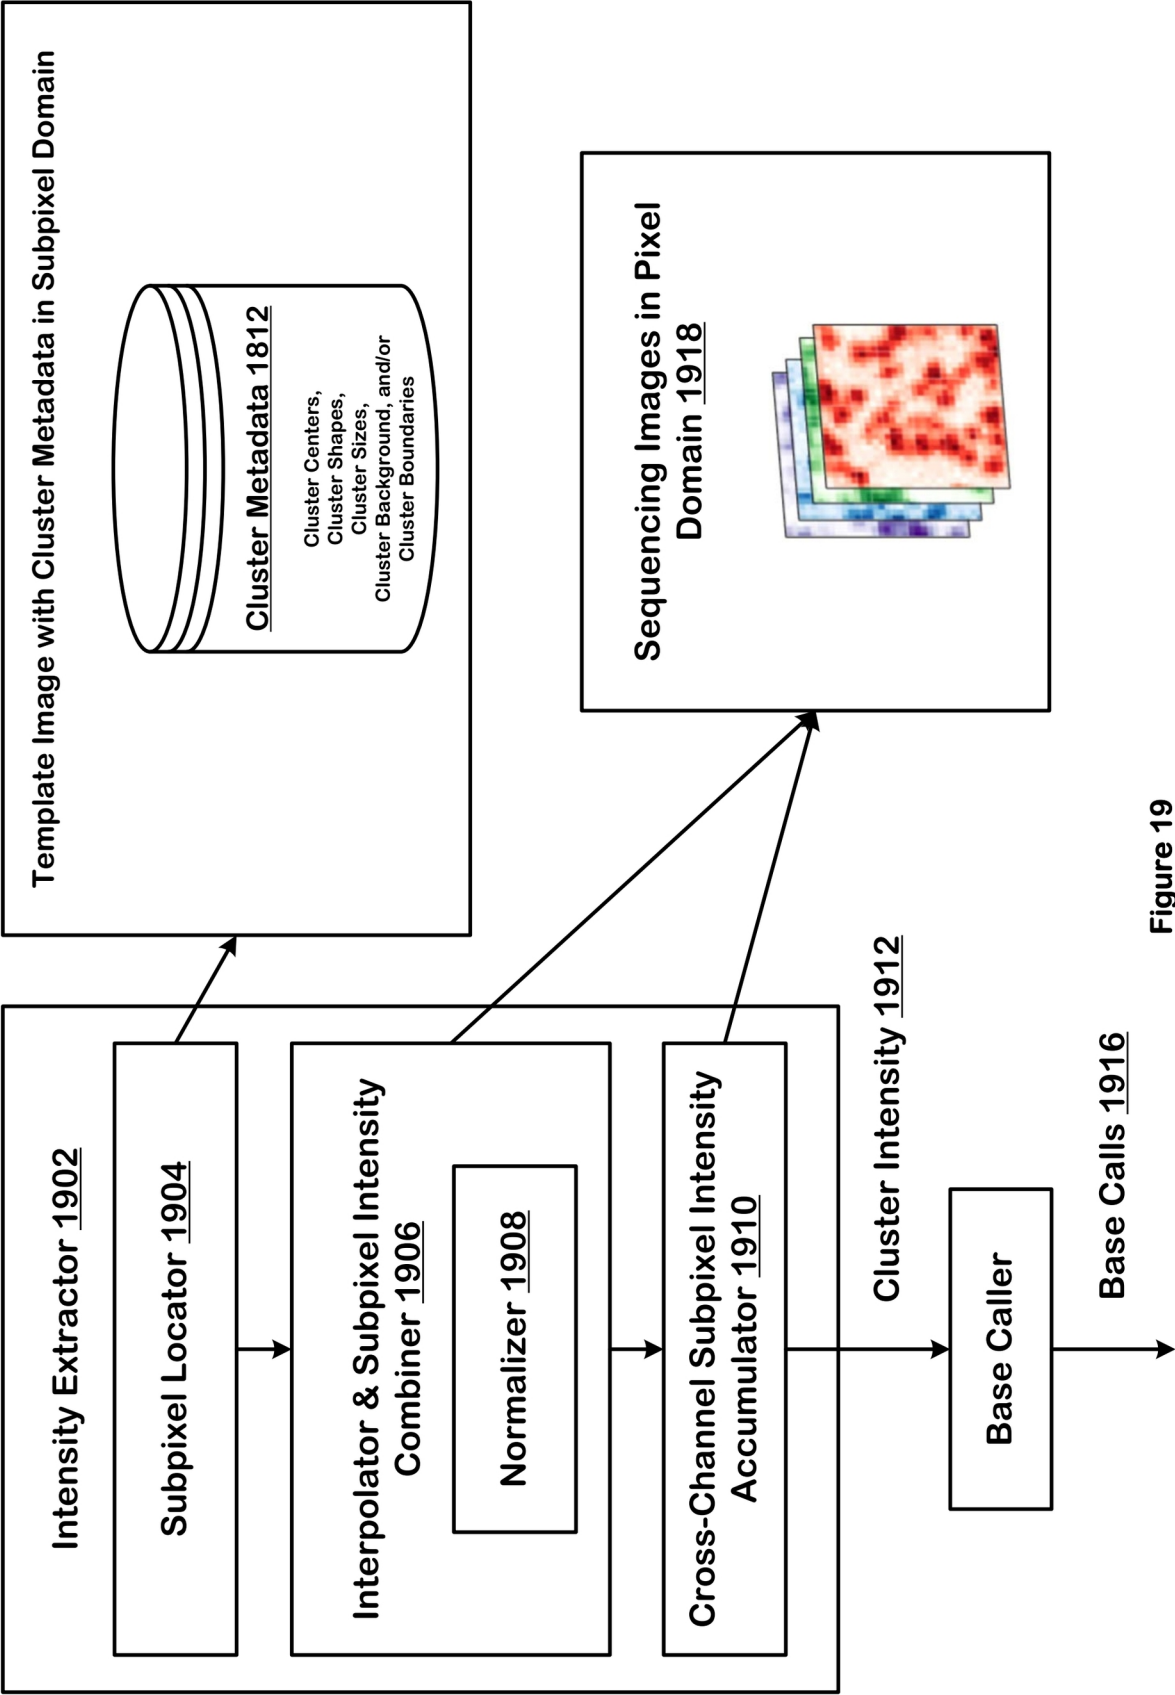 Intensity Extractor 1902
Subpixel Locator 1904
Interpolator & Subpixel Intensity
Combiner 1906
Normalizer 1908
Cross-Channel Subpixel Intensity
Accumulator 1910
Cluster Intensity 1912
Base Caller
Base Calls 1916
Template Image with Cluster Metadata in Subpixel Domain
Cluster Metadata 1812
Cluster Centers,
Cluster Shapes,
Cluster Sizes,
Cluster Background, and/or
Cluster Boundaries
Sequencing Images in Pixel
Domain 1918
Figure 19